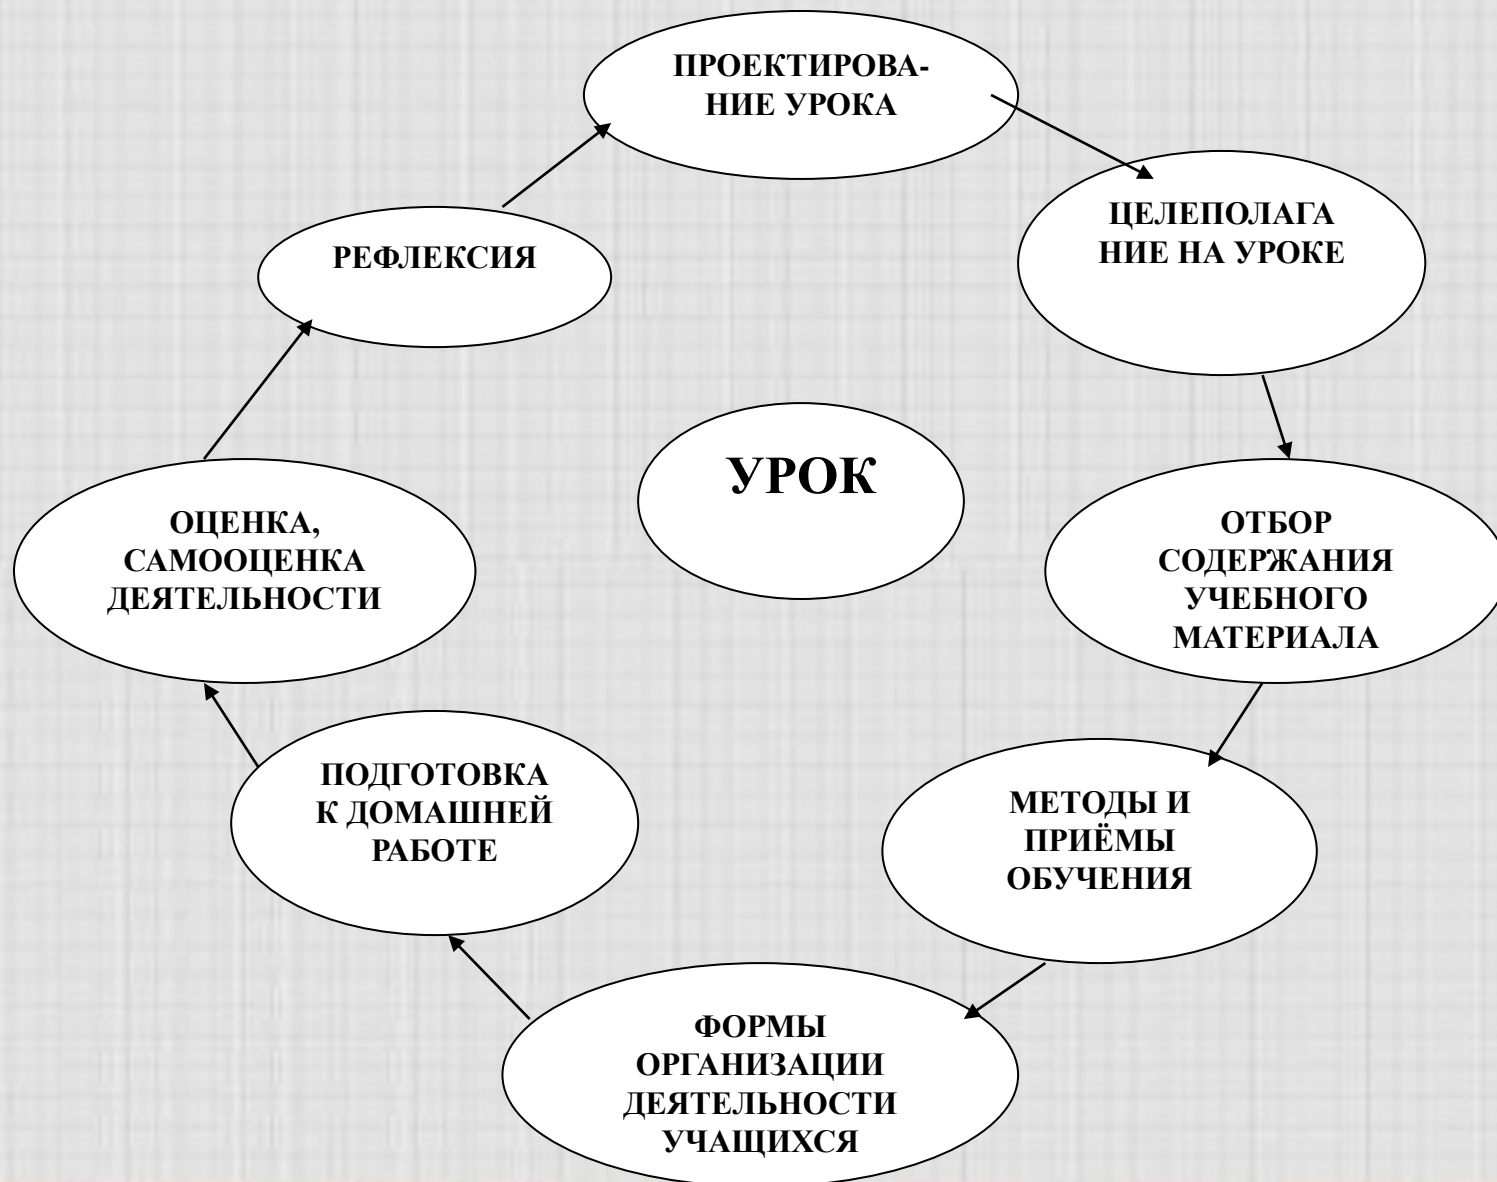 ПРОЕКТИРОВА-
НИЕ УРОКА
ЦЕЛЕПОЛАГА
НИЕ НА УРОКЕ
ОТБОР
СОДЕРЖАНИЯ
УЧЕБНОГО
МАТЕРИАЛА
МЕТОДЫ И
ПРИЁМЫ
ОБУЧЕНИЯ
ФОРМЫ
ОРГАНИЗАЦИИ
ДЕЯТЕЛЬНОСТИ
УЧАЩИХСЯ
ПОДГОТОВКА
К ДОМАШНЕЙ
РАБОТЕ
ОЦЕНКА,
САМООЦЕНКА
ДЕЯТЕЛЬНОСТИ
РЕФЛЕКСИЯ
УРОК